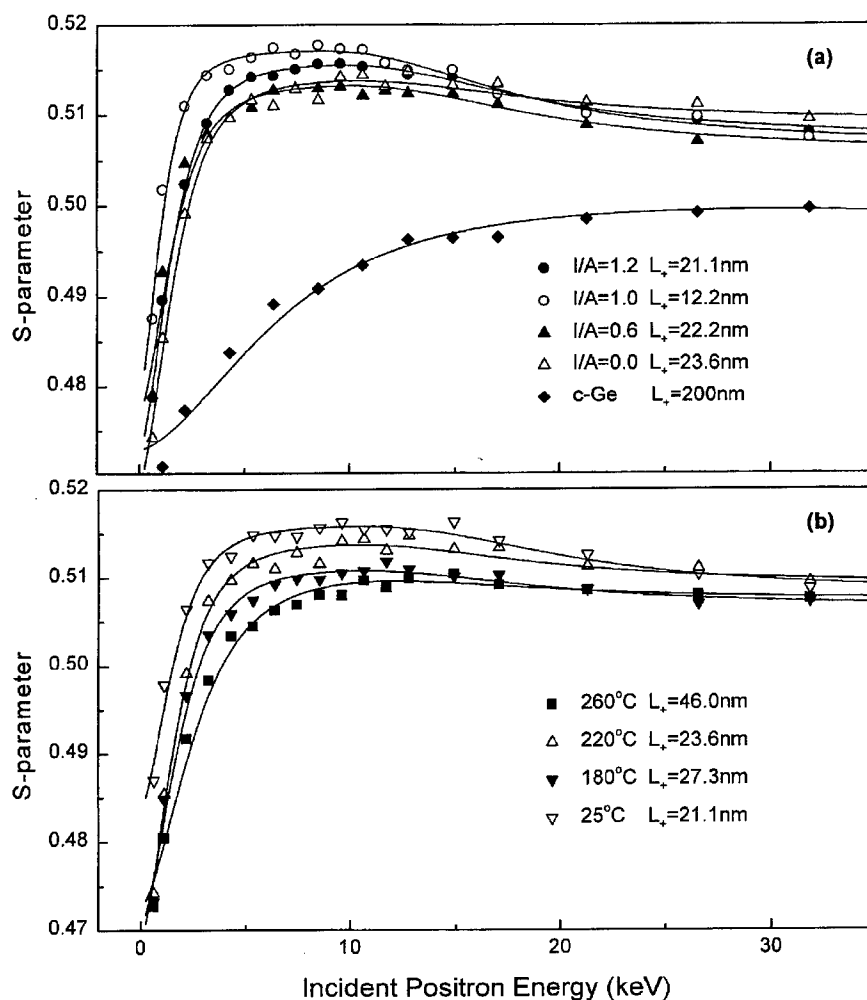 0.52
(a)
0.51
0.50
0.49
0.48
S-parameter
I/A=1.2 L₊=21.1nm
I/A=1.0 L₊=12.2nm
I/A=0.6 L₊=22.2nm
I/A=0.0 L₊=23.6nm
c-Ge L₊=200nm
0.52
(b)
0.51
0.50
0.49
0.48
0.47
S-parameter
260°C L₊=46.0nm
220°C L₊=23.6nm
180°C L₊=27.3nm
25°C L₊=21.1nm
0 10 20 30
Incident Positron Energy (keV)